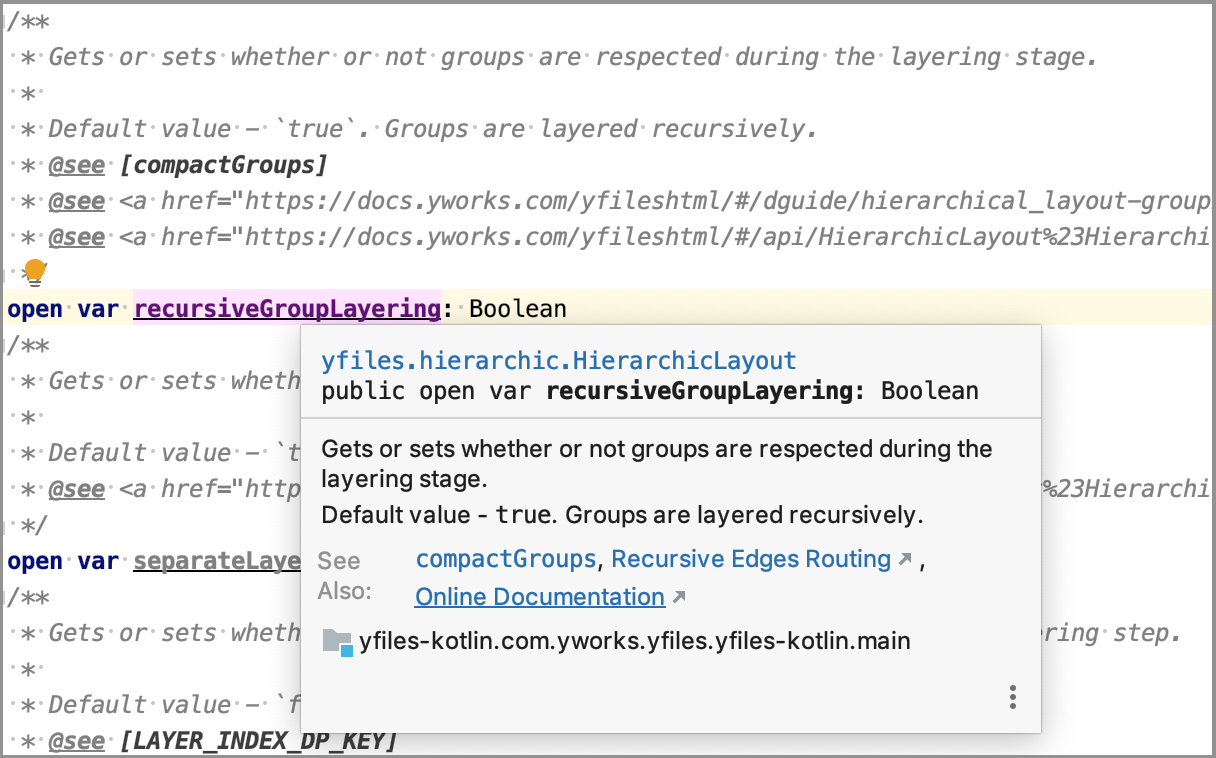 /**
* Gets or sets whether or not groups are respected during the layering stage.
*
* Default value - `true`. Groups are layered recursively.
* @see [compactGroups]
* @see <a href="https://docs.yworks.com/yfileshtml/#/dguide/hierarchical_layout-group
* @see <a href="https://docs.yworks.com/yfileshtml/#/api/HierarchicLayout%23Hierarchi
*/
open var recursiveGroupLayering: Boolean
/**
* Gets or sets wheth
*
* Default value - `t
* @see <a href="http
%23Hierarchi
*/
open var separateLaye
/**
* Gets or sets wheth
ring step.
*
* Default value - `f
* @see [LAYER_INDEX_DP_KEY]
yfiles.hierarchic.HierarchicLayout
public open var recursiveGroupLayering: Boolean
Gets or sets whether or not groups are respected during the
layering stage.
Default value - true. Groups are layered recursively.
See Also: compactGroups, Recursive Edges Routing ↗,
Online Documentation ↗
yfiles-kotlin.com.yworks.yfiles.yfiles-kotlin.main